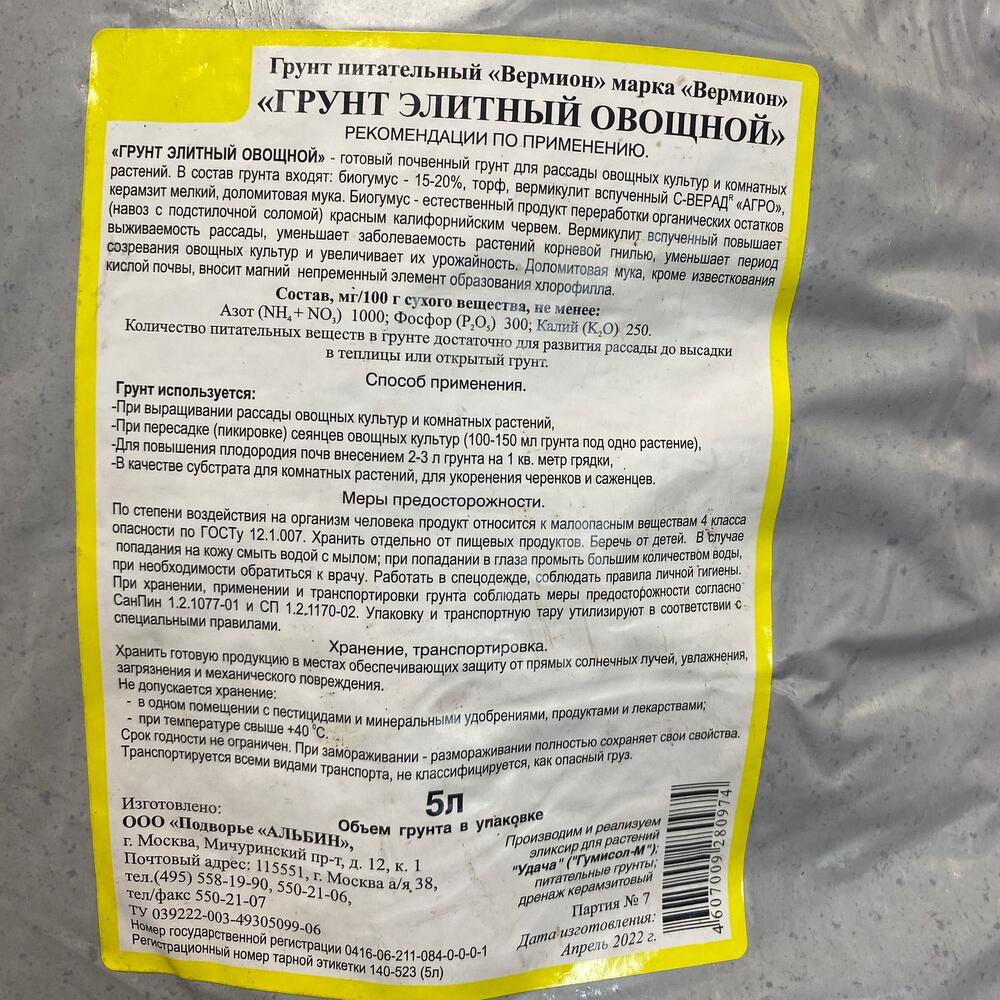 Грунт питательный «Вермион» марка «Вермион»
«ГРУНТ ЭЛИТНЫЙ ОВОЩНОЙ»
РЕКОМЕНДАЦИИ ПО ПРИМЕНЕНИЮ.
«ГРУНТ ЭЛИТНЫЙ ОВОЩНОЙ» - готовый почвенный грунт для рассады овощных культур и комнатных
растений. В состав грунта входят: биогумус - 15-20%, торф, вермикулит вспученный С-ВЕРАД® «АГРО»,
керамзит мелкий, доломитовая мука. Биогумус - естественный продукт переработки органических остатков
(навоз с подстилочной соломой) красным калифорнийским червем. Вермикулит вспученный повышает
выживаемость рассады, уменьшает заболеваемость растений корневой гнилью, уменьшает период
созревания овощных культур и увеличивает их урожайность. Доломитовая мука, кроме известкования
кислой почвы, вносит магний непременный элемент образования хлорофилла.
Состав, мг/100 г сухого вещества, не менее:
Азот (NH₄ + NO₃) 1000; Фосфор (P₂O₅) 300; Калий (K₂O) 250.
Количество питательных веществ в грунте достаточно для развития рассады до высадки
в теплицы или открытый грунт.
Способ применения.
Грунт используется:
-При выращивании рассады овощных культур и комнатных растений,
-При пересадке (пикировке) сеянцев овощных культур (100-150 мл грунта под одно растение),
-Для повышения плодородия почв внесением 2-3 л грунта на 1 кв. метр грядки,
-В качестве субстрата для комнатных растений, для укоренения черенков и саженцев.
Меры предосторожности.
По степени воздействия на организм человека продукт относится к малоопасным веществам 4 класса
опасности по ГОСТу 12.1.007. Хранить отдельно от пищевых продуктов. Беречь от детей. В случае
попадания на кожу смыть водой с мылом; при попадании в глаза промыть большим количеством воды,
при необходимости обратиться к врачу. Работать в спецодежде, соблюдать правила личной гигиены.
При хранении, применении и транспортировки грунта соблюдать меры предосторожности согласно
СанПин 1.2.1077-01 и СП 1.2.1170-02. Упаковку и транспортную тару утилизируют в соответствии с
специальными правилами.
Хранение, транспортировка.
Хранить готовую продукцию в местах обеспечивающих защиту от прямых солнечных лучей, увлажнения,
загрязнения и механического повреждения.
Не допускается хранение:
- в одном помещении с пестицидами и минеральными удобрениями, продуктами и лекарствами;
- при температуре свыше +40 °С.
Срок годности не ограничен. При замораживании - размораживании полностью сохраняет свои свойства.
Транспортируется всеми видами транспорта, не классифицируется, как опасный груз.
5л
Объем грунта в упаковке
Изготовлено:
ООО «Подворье «АЛЬБИН»,
г. Москва, Мичуринский пр-т, д. 12, к. 1
Почтовый адрес: 115551, г. Москва а/я 38,
тел.(495) 558-19-90, 550-21-06,
тел/факс 550-21-07
ТУ 039222-003-49305099-06
Номер государственной регистрации 0416-06-211-084-0-0-0-1
Регистрационный номер тарной этикетки 140-523 (5л)
Производим и реализуем
эликсир для растений
"Удача" ("Гумисол-М");
питательные грунты;
дренаж керамзитовый
Партия № 7
Дата изготовления:
Апрель 2022 г.
4607009280974